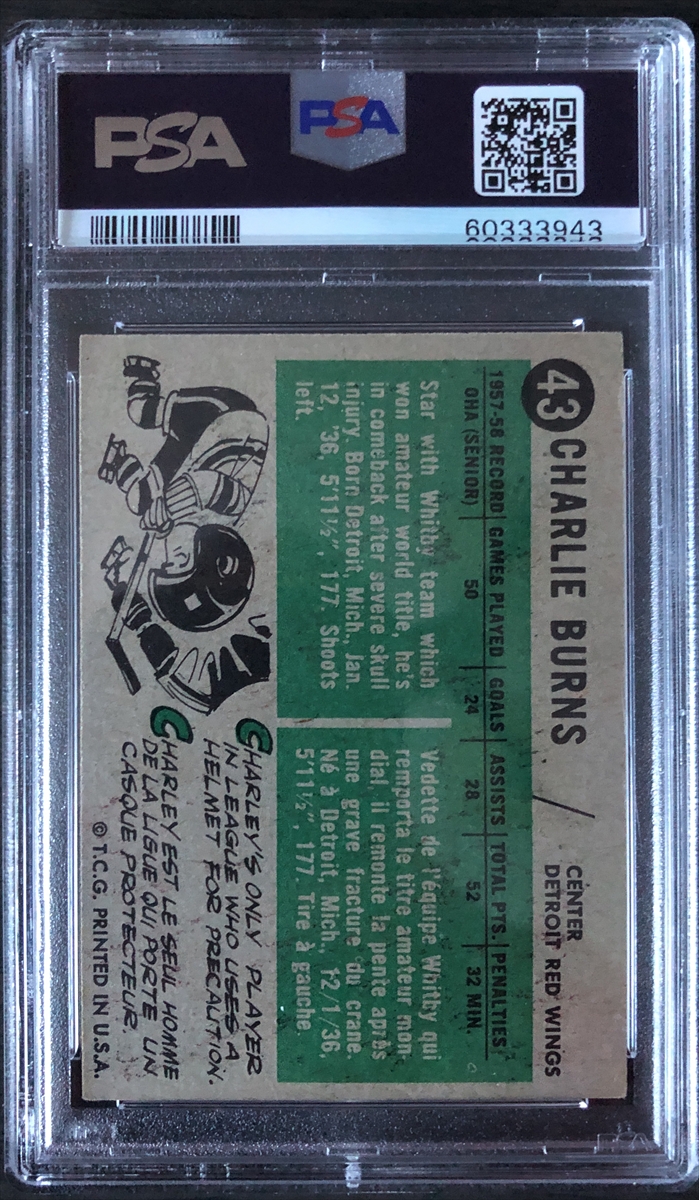 PSA
PSA
60333943
43 CHARLIE BURNS
CENTER
DETROIT RED WINGS
1957-58 RECORD GAMES PLAYED GOALS ASSISTS TOTAL PTS. PENALTIES
OHA (SENIOR) 50 24 28 52 32 MIN.
Star with Whitby team which
won amateur world title, he's
in comeback after severe skull
injury. Born Detroit, Mich., Jan.
12, '36. 5'11½", 177. Shoots
left.
Vedette de l'équipe Whitby qui
remporta le titre amateur mon-
dial, il remonte la pente après
une grave fracture du crane.
Né à Detroit, Mich. 12/1/36,
5'11½", 177. Tire à gauche.
CHARLEY'S ONLY PLAYER
IN LEAGUE WHO USES A
HELMET FOR PRECAUTION.
CHARLEY EST LE SEUL HOMME
DE LA LIGUE QUI PORTE UN
CASQUE PROTECTEUR.
© T.C.G. PRINTED IN U.S.A.
PSA